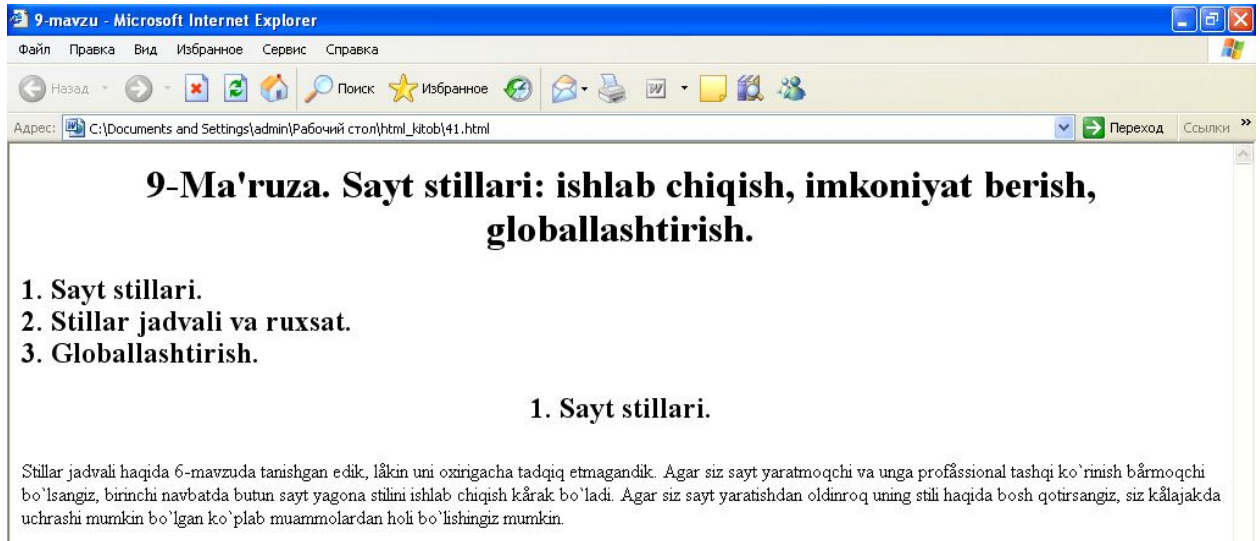 9-mavzu - Microsoft Internet Explorer
Файл Правка Вид Избранное Сервис Справка
Назад Поиск Избранное
Адрес: C:\Documents and Settings\admin\Рабочий стол\html_kitob\41.html Переход Ссылки »
9-Ma'ruza. Sayt stillari: ishlab chiqish, imkoniyat berish,
globallashtirish.
1. Sayt stillari.
2. Stillar jadvali va ruxsat.
3. Globallashtirish.
1. Sayt stillari.
Stillar jadvali haqida 6-mavzuda tanishgan edik, låkin uni oxirigacha tadqiq etmagandik. Agar siz sayt yaratmoqchi va unga profåssional tashqi ko`rinish bårmoqchi
bo`lsangiz, birinchi navbatda butun sayt yagona stilini ishlab chiqish kårak bo`ladi. Agar siz sayt yaratishdan oldinroq uning stili haqida bosh qotirsangiz, siz kålajakda
uchrashi mumkin bo`lgan ko`plab muammolardan holi bo`lishingiz mumkin.